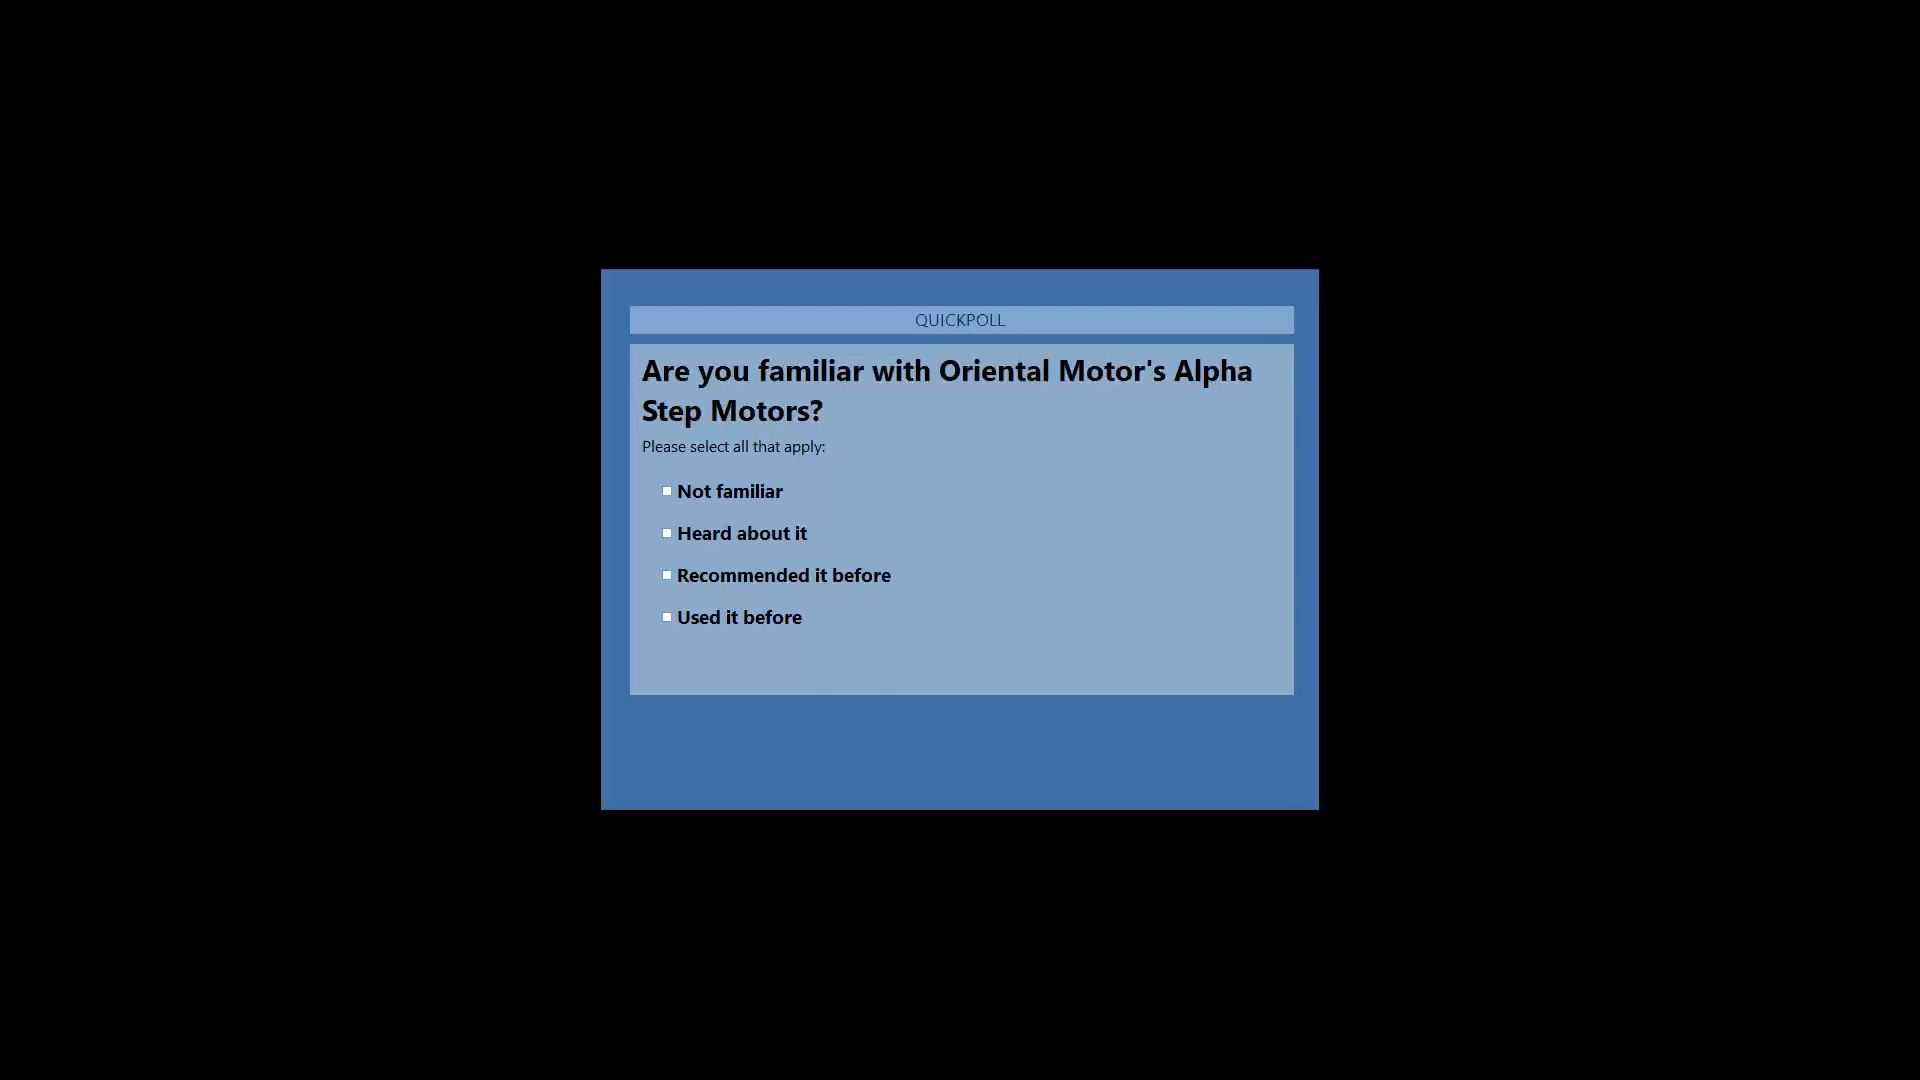 QUICKPOLL
Are you familiar with Oriental Motor's Alpha
Step Motors?
Please select all that apply:
Not familiar
Heard about it
Recommended it before
Used it before